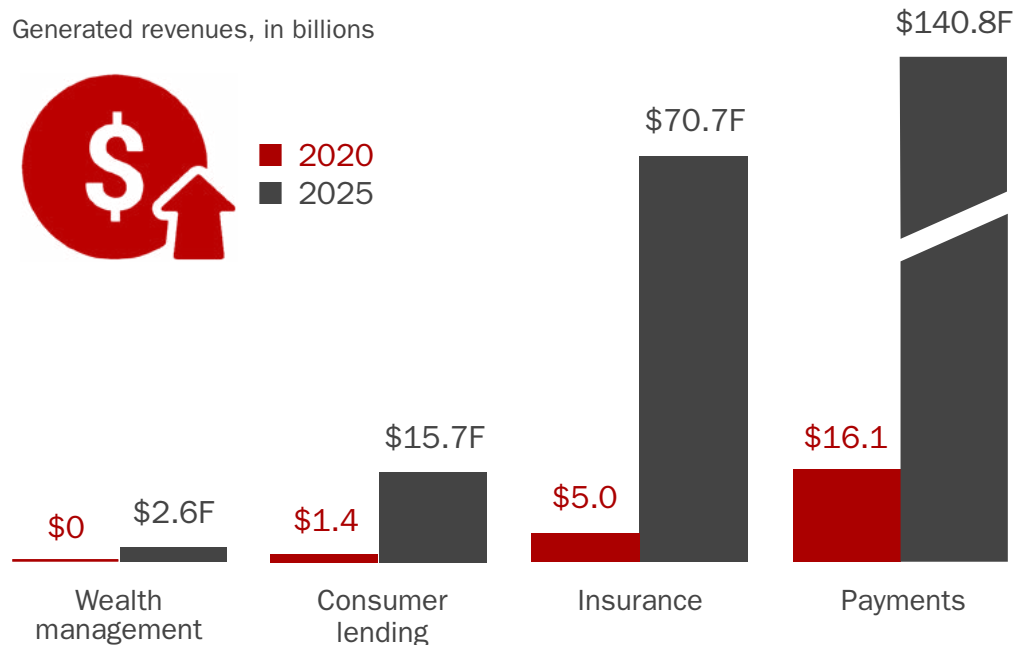 Generated revenues, in billions
$
2020
2025
$0
$2.6F
Wealth
management
$1.4
$15.7F
Consumer
lending
$5.0
$70.7F
Insurance
$16.1
$140.8F
Payments